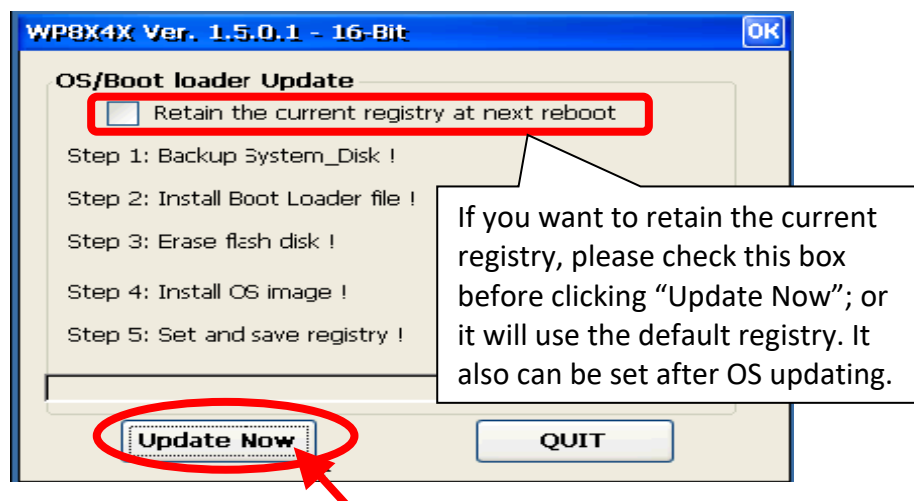 WP8X4X Ver. 1.5.0.1 - 16-Bit
OK
OS/Boot loader Update
Retain the current registry at next reboot
Step 1: Backup System_Disk !
Step 2: Install Boot Loader file !
Step 3: Erase flash disk !
Step 4: Install OS image !
Step 5: Set and save registry !
If you want to retain the current
registry, please check this box
before clicking “Update Now”; or
it will use the default registry. It
also can be set after OS updating.
Update Now
QUIT